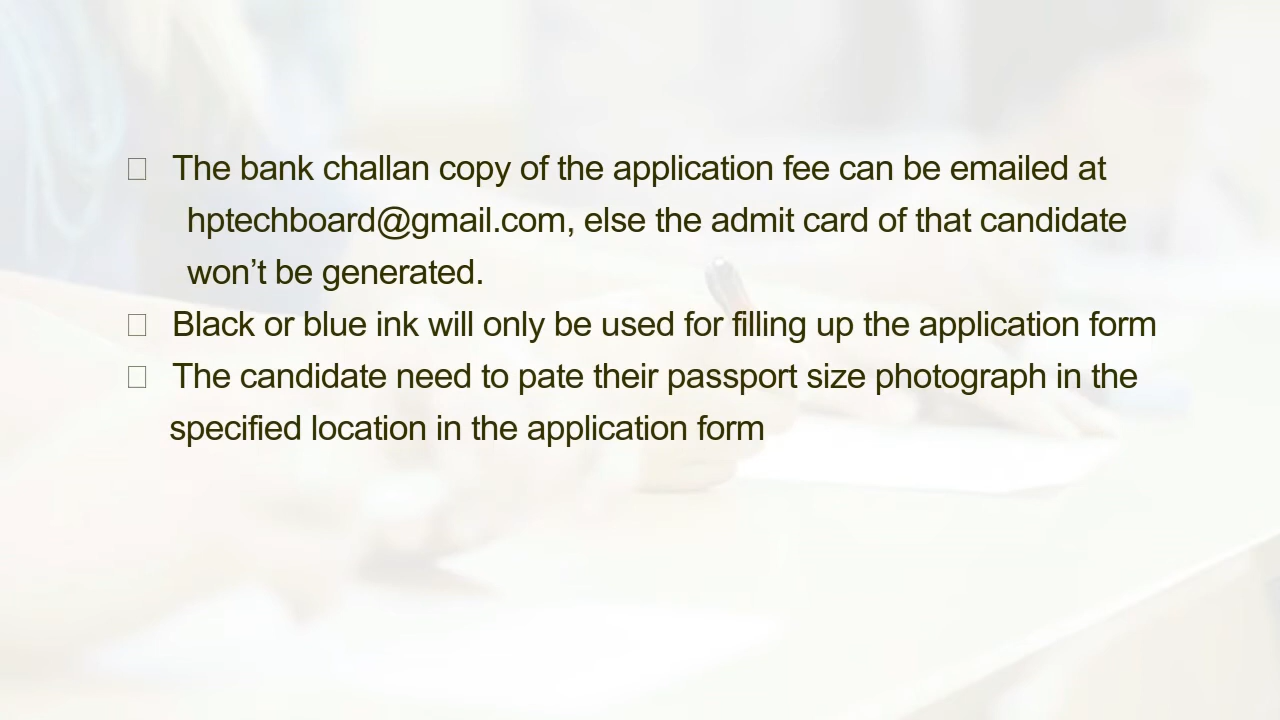 The bank challan copy of the application fee can be emailed at
hptechboard@gmail.com, else the admit card of that candidate
won’t be generated.
Black or blue ink will only be used for filling up the application form
The candidate need to pate their passport size photograph in the
specified location in the application form